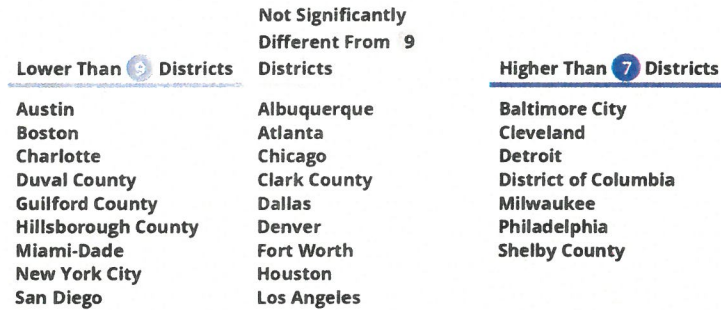 Lower Than 9 Districts
Austin
Boston
Charlotte
Duval County
Guilford County
Hillsborough County
Miami-Dade
New York City
San Diego
Not Significantly
Different From 9
Districts
Albuquerque
Atlanta
Chicago
Clark County
Dallas
Denver
Fort Worth
Houston
Los Angeles
Higher Than 7 Districts
Baltimore City
Cleveland
Detroit
District of Columbia
Milwaukee
Philadelphia
Shelby County